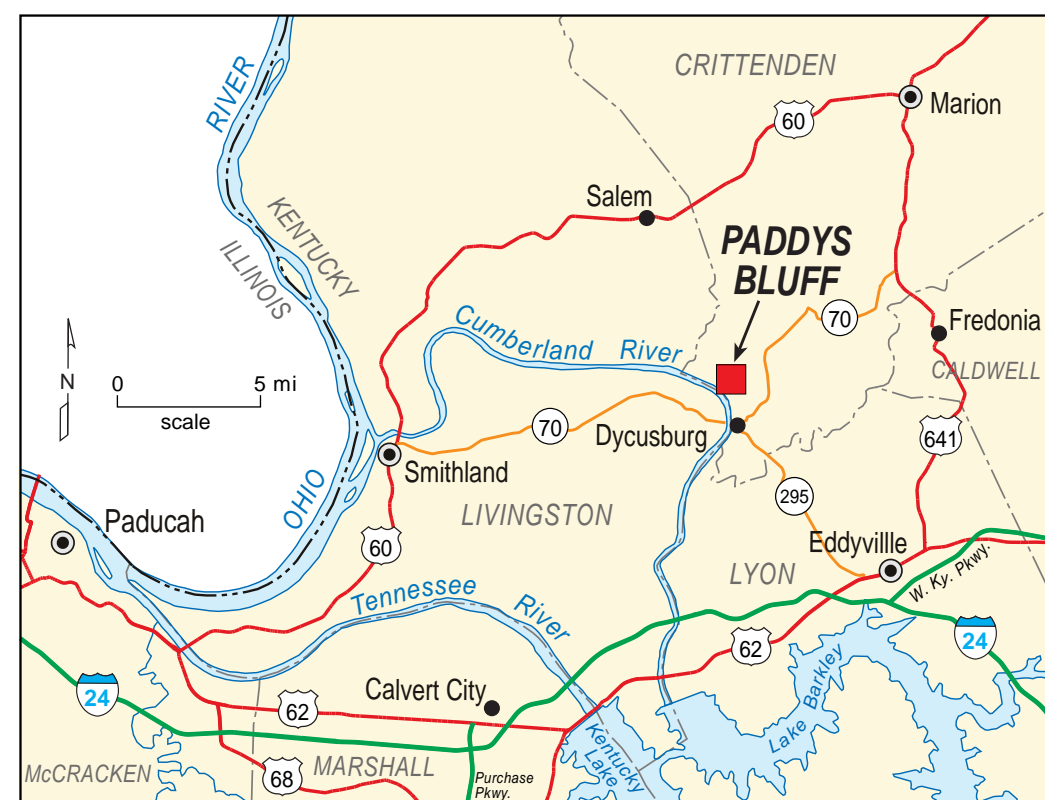 CRITTENDEN
RIVER
60
Marion
Salem
KENTUCKY
ILLINOIS
PADDYS
BLUFF
70
Fredonia
Cumberland River
N
0 5 mi
scale
CALDWELL
70
Dycusburg
641
Smithland
OHIO
295
Paducah
LIVINGSTON
60
Eddyvillle
LYON
W. Ky. Pkwy.
Tennessee River
62
24
24
Calvert City
62
Lake Barkley
Kentucky
Lake
McCRACKEN
68
MARSHALL
Purchase
Pkwy.